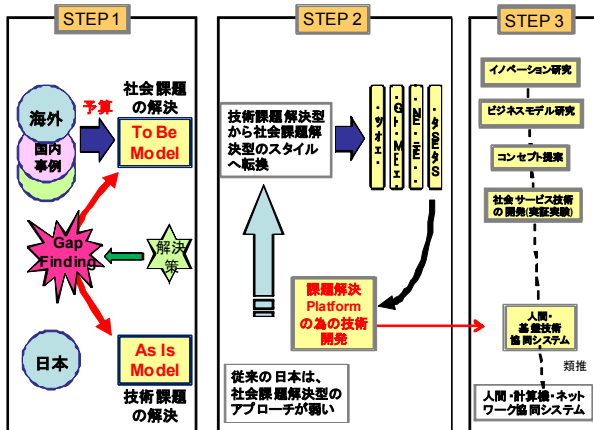 STEP 1
社会課題
の解決
海外
予算
To Be
Model
国内
事例
Gap
Finding
解決
策
日本
As Is
Model
技術課題
の解決
STEP 2
技術課題解決型
から社会課題解
決型のスタイル
へ転換
課題解決
Platform
の為の技術
開発
従来の日本は、
社会課題解決型の
アプローチが弱い
STEP 3
イノベーション研究
ビジネスモデル研究
コンセプト提案
社会サービス技術
の開発(実証実験)
人間・
基盤技術
協同システム
類推
人間・計算機・ネット
ワーク協同システム